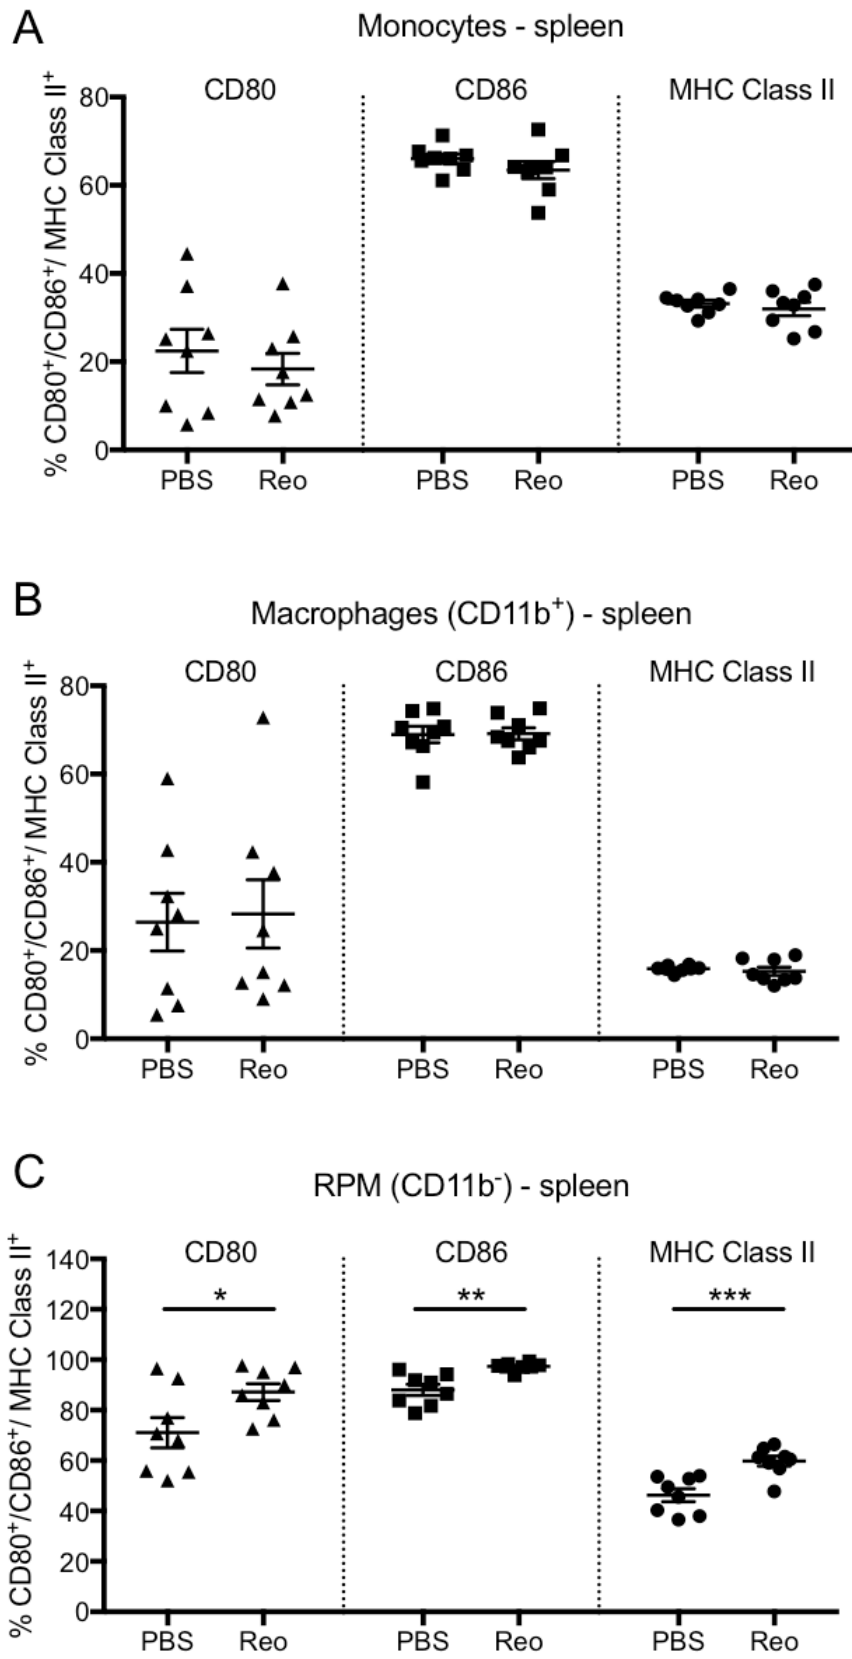 A
Monocytes - spleen
CD80 CD86 MHC Class II
% CD80⁺/CD86⁺/ MHC Class II⁺
80
60
40
20
0
PBS Reo PBS Reo PBS Reo
B
Macrophages (CD11b⁺) - spleen
CD80 CD86 MHC Class II
% CD80⁺/CD86⁺/ MHC Class II⁺
80
60
40
20
0
PBS Reo PBS Reo PBS Reo
C
RPM (CD11b⁻) - spleen
CD80 CD86 MHC Class II
% CD80⁺/CD86⁺/ MHC Class II⁺
140
120
100
80
60
40
20
0
* ** ***
PBS Reo PBS Reo PBS Reo